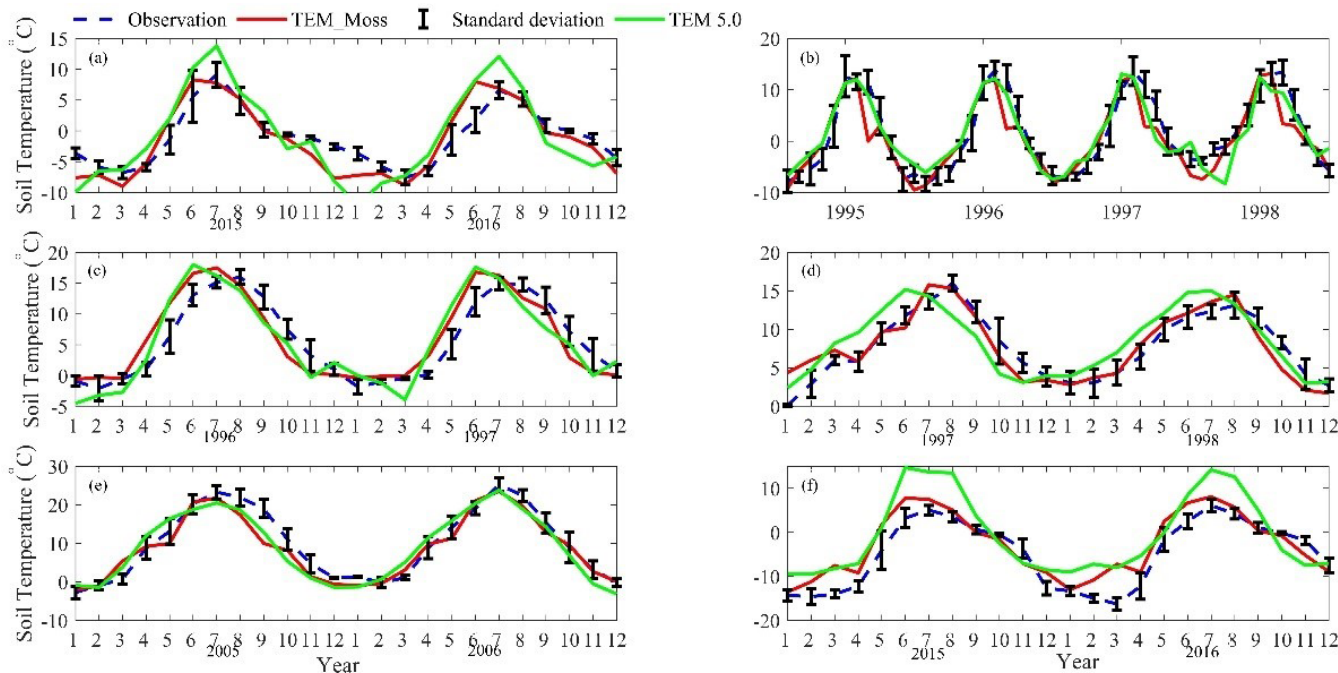 Observation TEM_Moss Standard deviation TEM 5.0
Soil Temperature (°C)
15
10
5
0
-5
-10
(a)
1 2 3 4 5 6 7 8 9 10 11 12 1 2 3 4 5 6 7 8 9 10 11 12
2015 2016
20
10
0
-10
(b)
1995 1996 1997 1998
Soil Temperature (°C)
20
15
10
5
0
-5
(c)
1 2 3 4 5 6 7 8 9 10 11 12 1 2 3 4 5 6 7 8 9 10 11 12
1996 1997
20
15
10
5
0
(d)
1 2 3 4 5 6 7 8 9 10 11 12 1 2 3 4 5 6 7 8 9 10 11 12
1997 1998
Soil Temperature (°C)
30
20
10
0
-10
(e)
1 2 3 4 5 6 7 8 9 10 11 12 1 2 3 4 5 6 7 8 9 10 11 12
2005 2006
Year
10
0
-10
-20
(f)
1 2 3 4 5 6 7 8 9 10 11 12 1 2 3 4 5 6 7 8 9 10 11 12
2015 2016
Year